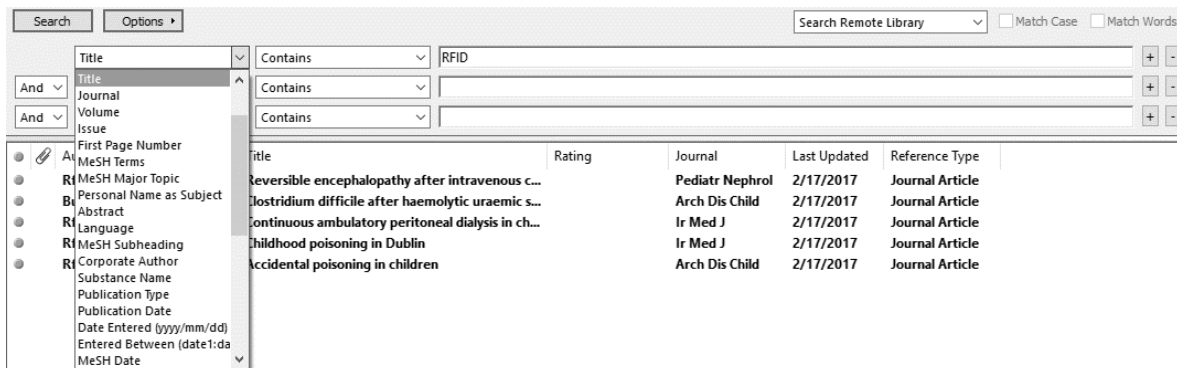 Search Options Search Remote Library Match Case Match Words
Title Contains RFID + -
And Contains + -
And Contains + -
Title
Journal
Volume
Issue
First Page Number
MeSH Terms
MeSH Major Topic
Personal Name as Subject
Abstract
Language
MeSH Subheading
Corporate Author
Substance Name
Publication Type
Publication Date
Date Entered (yyyy/mm/dd)
Entered Between (date1:da
MeSH Date
Title Rating Journal Last Updated Reference Type
Reversible encephalopathy after intravenous c... Pediatr Nephrol 2/17/2017 Journal Article
Clostridium difficile after haemolytic uraemic s... Arch Dis Child 2/17/2017 Journal Article
Continuous ambulatory peritoneal dialysis in ch... Ir Med J 2/17/2017 Journal Article
Childhood poisoning in Dublin Ir Med J 2/17/2017 Journal Article
Accidental poisoning in children Arch Dis Child 2/17/2017 Journal Article